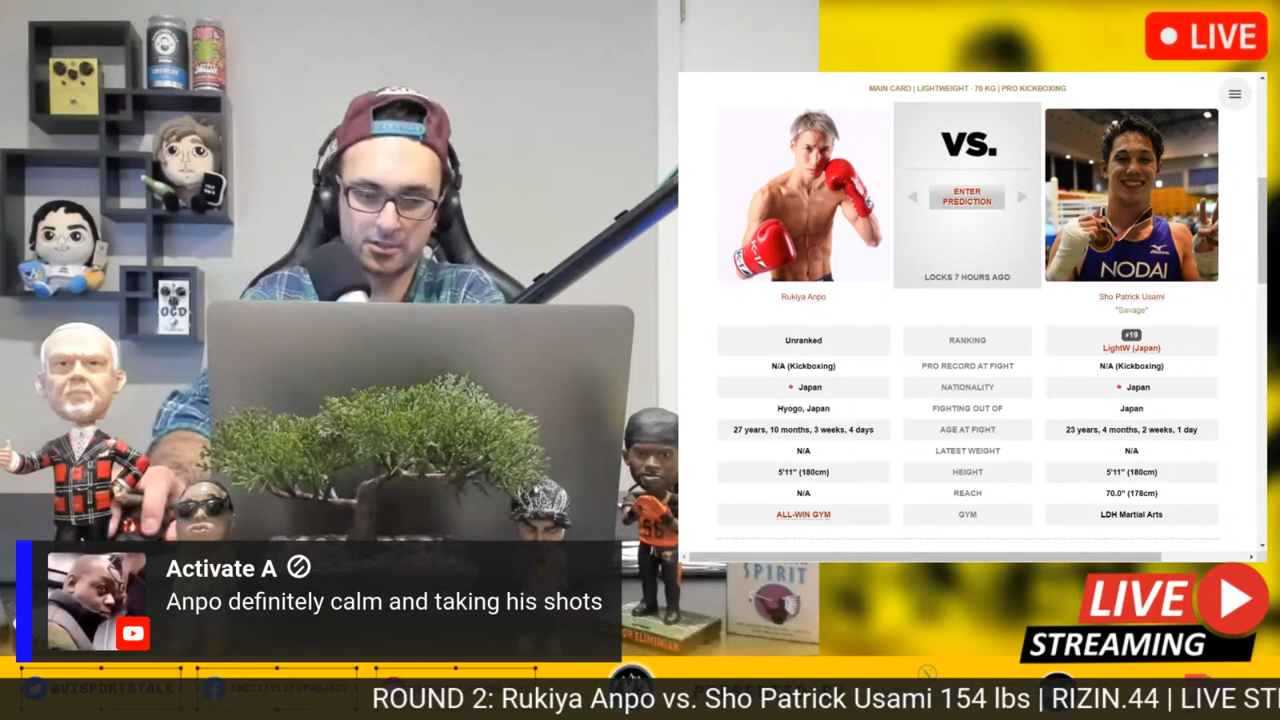 LIVE
MAIN CARD | LIGHTWEIGHT · 70 KG | PRO KICKBOXING
VS.
ENTER
PREDICTION
LOCKS 7 HOURS AGO
NODAI
Rukiya Anpo
Sho Patrick Usami
"Savage"
Unranked
RANKING
#19
LightW (Japan)
N/A (Kickboxing)
PRO RECORD AT FIGHT
N/A (Kickboxing)
Japan
NATIONALITY
Japan
Hyogo, Japan
FIGHTING OUT OF
Japan
27 years, 10 months, 3 weeks, 4 days
AGE AT FIGHT
23 years, 4 months, 2 weeks, 1 day
N/A
LATEST WEIGHT
N/A
5'11" (180cm)
HEIGHT
5'11" (180cm)
N/A
REACH
70.0" (178cm)
ALL-WIN GYM
GYM
LDH Martial Arts
OCD
SPIRIT
ELIMIMIAN
Activate A
Anpo definitely calm and taking his shots
LIVE
STREAMING
@VISPORTSTALK
ROUND 2: Rukiya Anpo vs. Sho Patrick Usami 154 lbs | RIZIN.44 | LIVE ST